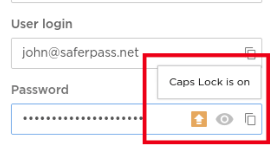 User login
john@saferpass.net
Caps Lock is on
Password
••••••••••••••••••••••